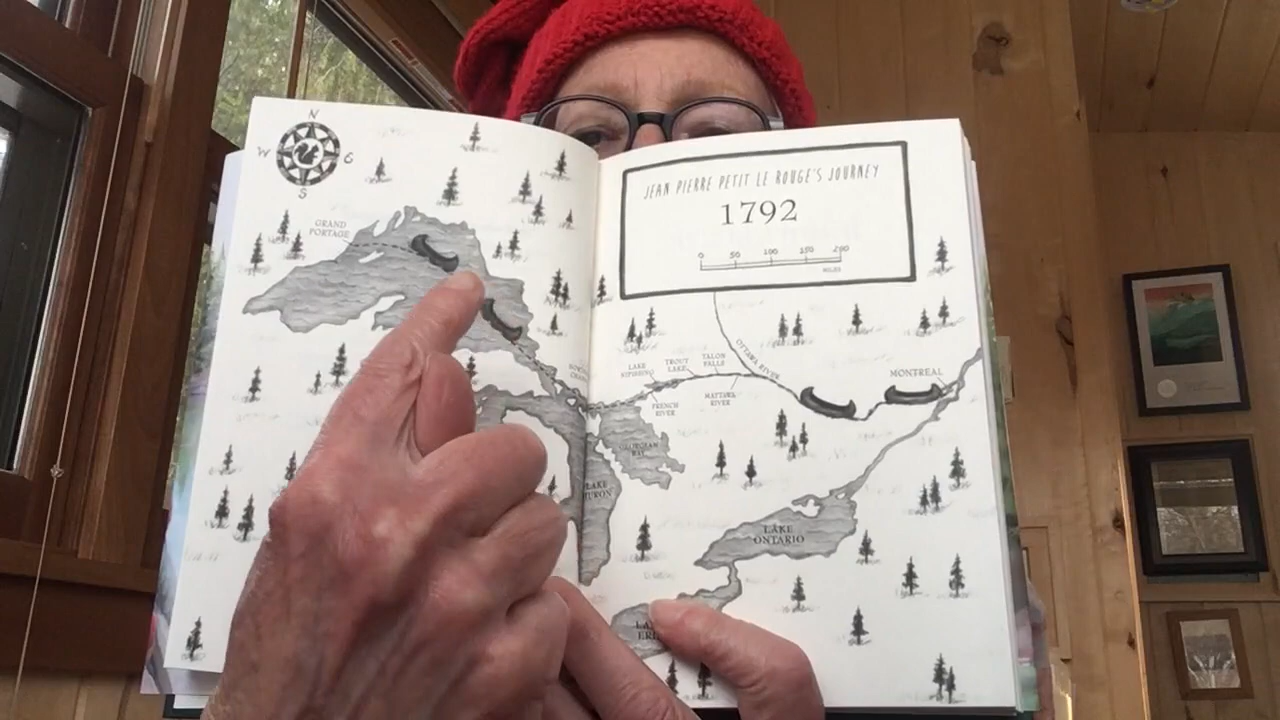 N
W
S
GRAND
PORTAGE
JEAN PIERRE PETIT LE ROUGE'S JOURNEY
1792
0 50 100 150 200
MILES
OTTAWA RIVER
MONTREAL
TALON
FALLS
TROUT
LAKE
LAKE
NIPISSING
MATTAWA
RIVER
FRENCH
RIVER
GEORGIAN
BAY
LAKE
HURON
LAKE
ONTARIO